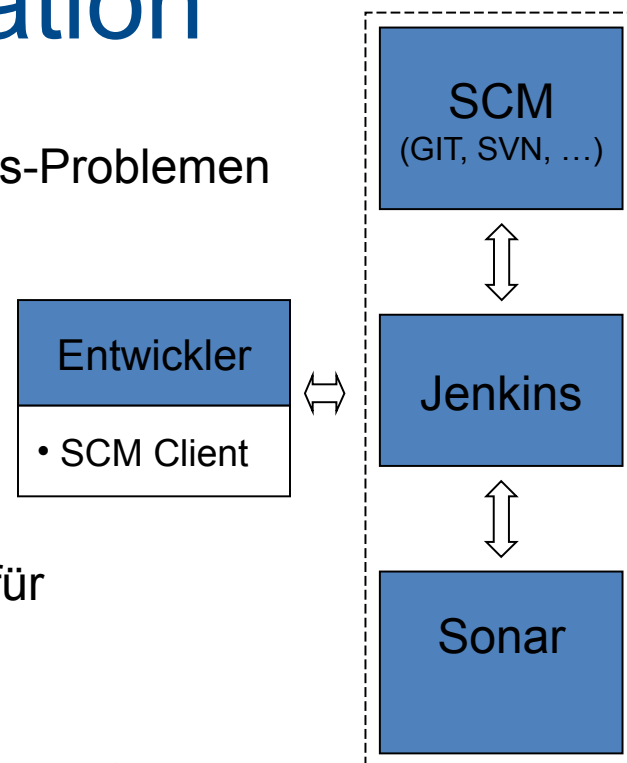 ation
s-Problemen
SCM
(GIT, SVN, …)
Entwickler
• SCM Client
Jenkins
für
Sonar